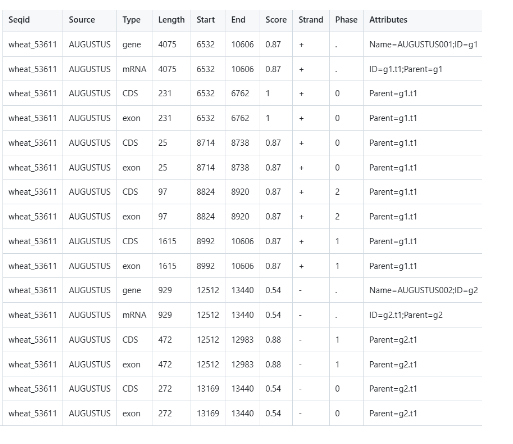 Seqid Source Type Length Start End Score Strand Phase Attributes
wheat_53611 AUGUSTUS gene 4075 6532 10606 0.87 + . Name=AUGUSTUS001;ID=g1
wheat_53611 AUGUSTUS mRNA 4075 6532 10606 0.87 + . ID=g1.t1;Parent=g1
wheat_53611 AUGUSTUS CDS 231 6532 6762 1 + 0 Parent=g1.t1
wheat_53611 AUGUSTUS exon 231 6532 6762 1 + 0 Parent=g1.t1
wheat_53611 AUGUSTUS CDS 25 8714 8738 0.87 + 0 Parent=g1.t1
wheat_53611 AUGUSTUS exon 25 8714 8738 0.87 + 0 Parent=g1.t1
wheat_53611 AUGUSTUS CDS 97 8824 8920 0.87 + 2 Parent=g1.t1
wheat_53611 AUGUSTUS exon 97 8824 8920 0.87 + 2 Parent=g1.t1
wheat_53611 AUGUSTUS CDS 1615 8992 10606 0.87 + 1 Parent=g1.t1
wheat_53611 AUGUSTUS exon 1615 8992 10606 0.87 + 1 Parent=g1.t1
wheat_53611 AUGUSTUS gene 929 12512 13440 0.54 - . Name=AUGUSTUS002;ID=g2
wheat_53611 AUGUSTUS mRNA 929 12512 13440 0.54 - . ID=g2.t1;Parent=g2
wheat_53611 AUGUSTUS CDS 472 12512 12983 0.88 - 1 Parent=g2.t1
wheat_53611 AUGUSTUS exon 472 12512 12983 0.88 - 1 Parent=g2.t1
wheat_53611 AUGUSTUS CDS 272 13169 13440 0.54 - 0 Parent=g2.t1
wheat_53611 AUGUSTUS exon 272 13169 13440 0.54 - 0 Parent=g2.t1